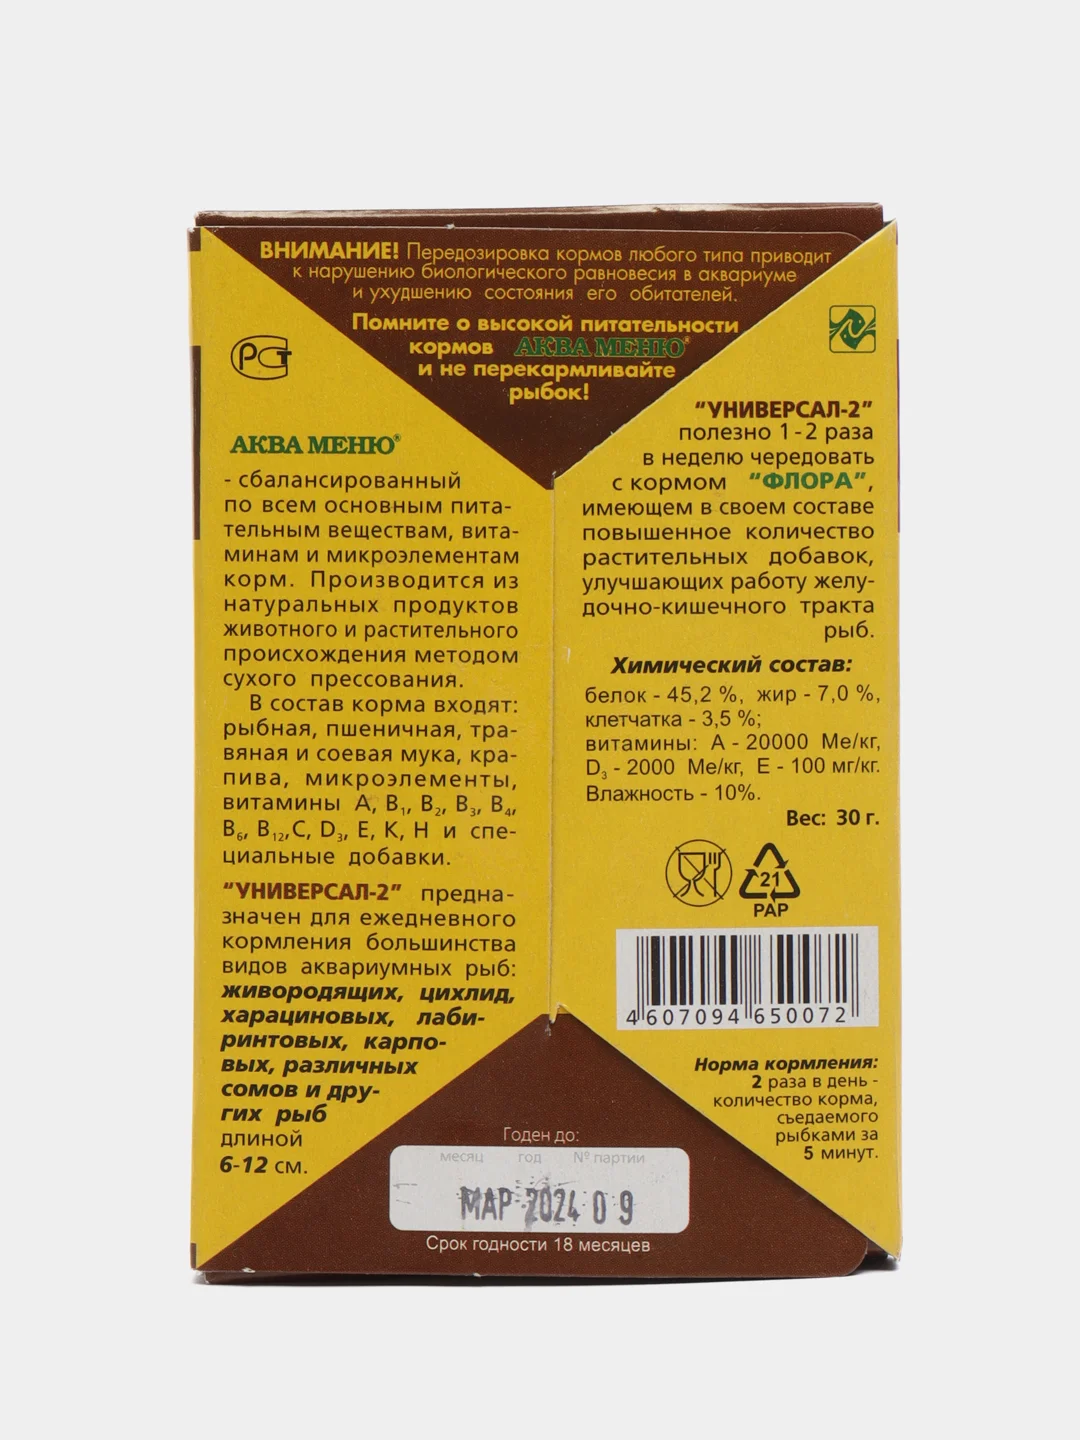 ВНИМАНИЕ! Передозировка кормов любого типа приводит
к нарушению биологического равновесия в аквариуме
и ухудшению состояния его обитателей.
Помните о высокой питательности
кормов АКВА МЕНЮ®
и не перекармливайте
рыбок!
РСТ
АКВА МЕНЮ®
- сбалансированный
по всем основным пита-
тельным веществам, вита-
минам и микроэлементам
корм. Производится из
натуральных продуктов
животного и растительного
происхождения методом
сухого прессования.
В состав корма входят:
рыбная, пшеничная, тра-
вяная и соевая мука, кра-
пива, микроэлементы,
витамины А, В₁, В₂, В₃, В₄,
В₆, В₁₂,С, D₃, Е, К, Н и спе-
циальные добавки.
“УНИВЕРСАЛ-2” предна-
значен для ежедневного
кормления большинства
видов аквариумных рыб:
живородящих, цихлид,
харациновых, лаби-
ринтовых, карпо-
вых, различных
сомов и дру-
гих рыб
длиной
6-12 см.
“УНИВЕРСАЛ-2”
полезно 1-2 раза
в неделю чередовать
с кормом “ФЛОРА”,
имеющем в своем составе
повышенное количество
растительных добавок,
улучшающих работу желу-
дочно-кишечного тракта
рыб.
Химический состав:
белок - 45,2 %, жир - 7,0 %,
клетчатка - 3,5 %;
витамины: А - 20000 Ме/кг,
D₃ - 2000 Ме/кг, Е - 100 мг/кг.
Влажность - 10%.
Вес: 30 г.
21
PAP
4 607094 650072
Норма кормления:
2 раза в день -
количество корма,
съедаемого
рыбками за
5 минут.
Годен до:
месяц год № партии
МАР 2024 09
Срок годности 18 месяцев